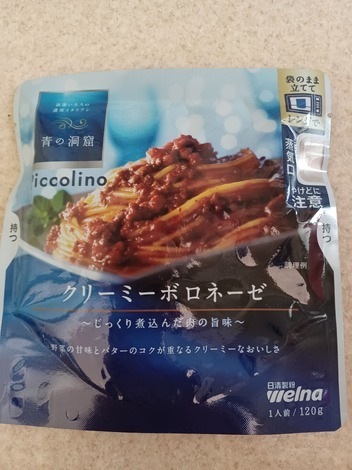 袋のまま
立てて
レンジで
蒸気口
やけどに
注意
青の洞窟
Piccolino
持つ
持つ
調理例
クリーミーボロネーゼ
～じっくり煮込んだ肉の旨味～
野菜の甘味とバターのコクが重なるクリーミーなおいしさ
日清製粉
welna
1人前/120g